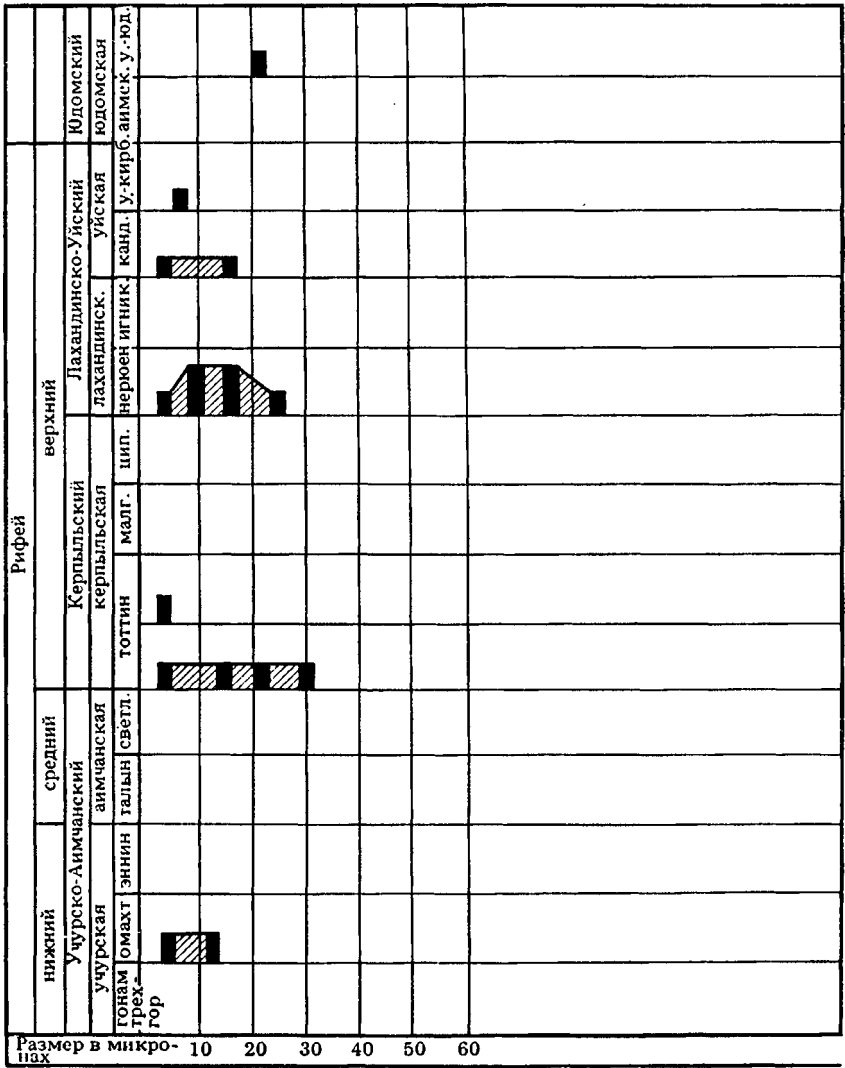 Рифей
верхний
средний
нижний
Юдомский
Лахандинско-Уйский
Керпыльский
Учурско-Аимчанский
юдомская
уйская
лахандинск.
керпыльская
аимчанская
учурская
у.-юд.
аимск.
у.-кирб.
канд.
игник.
нерюен
цип.
малг.
тоттин
светл.
талын
эннин
омахт
гонам
трех-
гор
Размер в микро- 10 20 30 40 50 60
нах